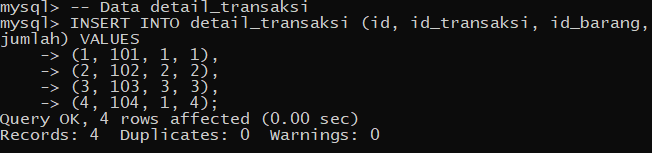 mysql> -- Data detail_transaksi
mysql> INSERT INTO detail_transaksi (id, id_transaksi, id_barang,
jumlah) VALUES
    -> (1, 101, 1, 1),
    -> (2, 102, 2, 2),
    -> (3, 103, 3, 3),
    -> (4, 104, 1, 4);
Query OK, 4 rows affected (0.00 sec)
Records: 4  Duplicates: 0  Warnings: 0